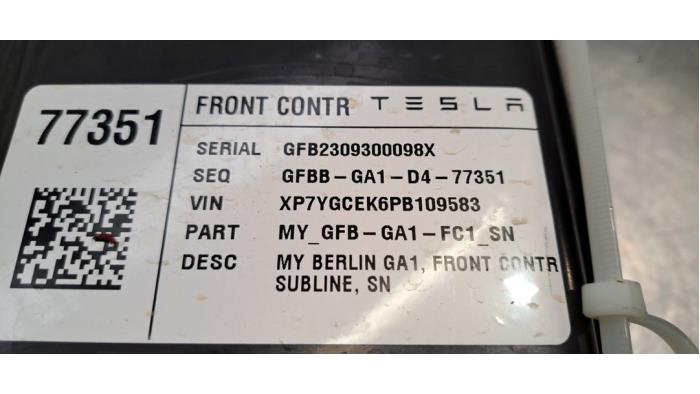 77351
FRONT CONTR TESLA
SERIAL GFB2309300098X
SEQ GFBB-GA1-D4-77351
VIN XP7YGCEK6PB109583
PART MY_GFB-GA1-FC1_SN
DESC MY BERLIN GA1, FRONT CONTR
SUBLINE, SN